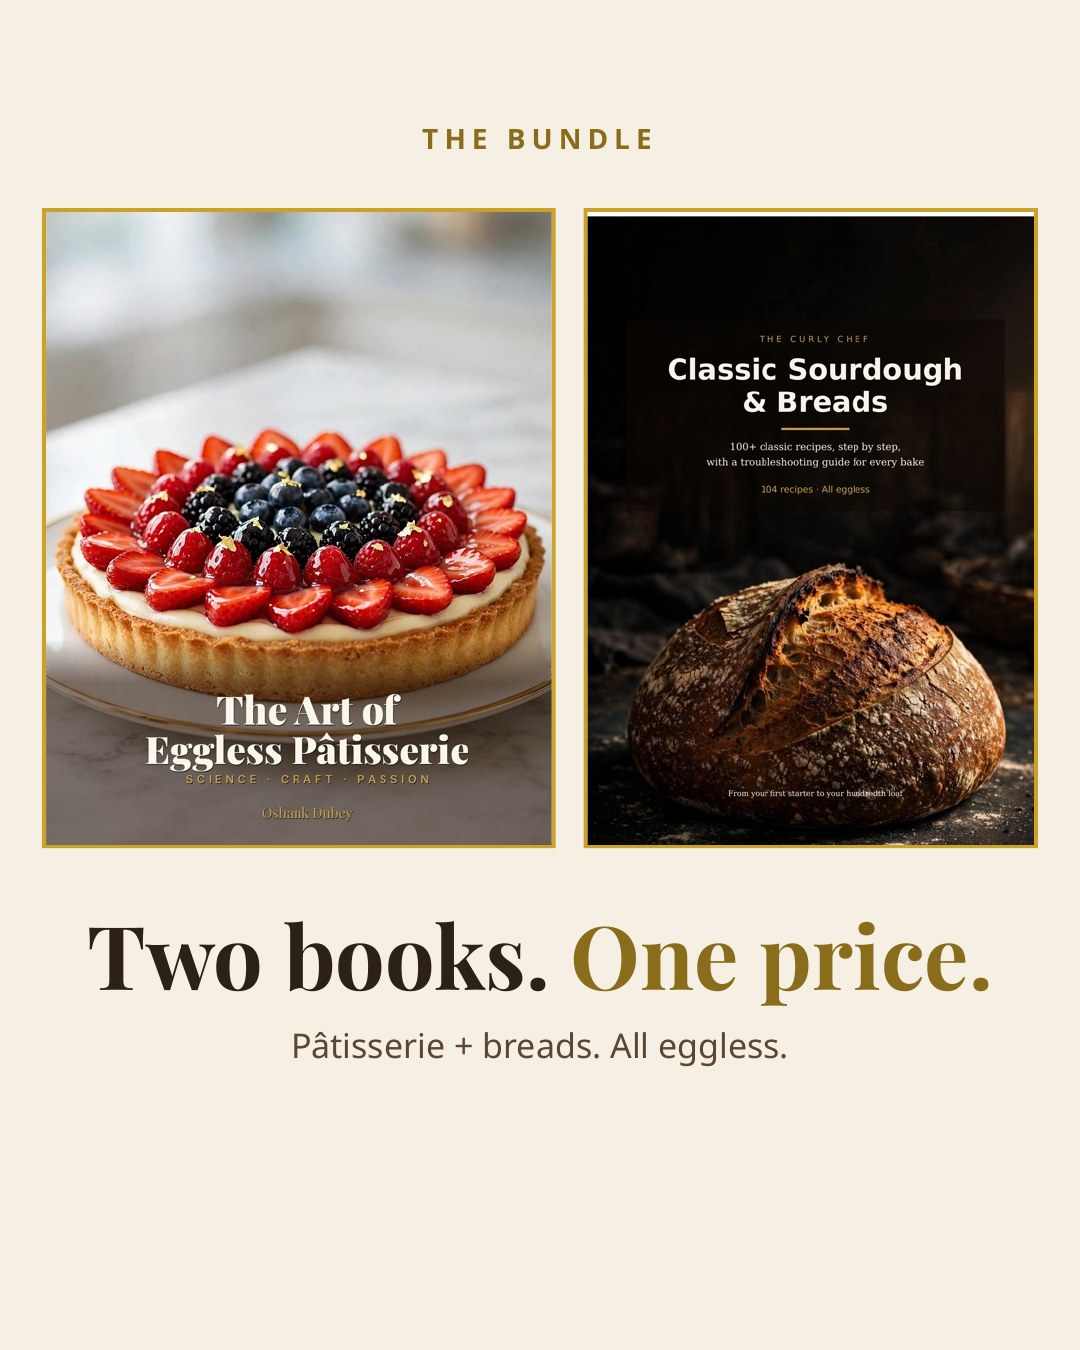 THE BUNDLE
The Art of
Eggless Pâtisserie
SCIENCE · CRAFT · PASSION
Oshank Dubey
THE CURLY CHEF
Classic Sourdough
& Breads
100+ classic recipes, step by step,
with a troubleshooting guide for every bake
104 recipes · All eggless
From your first starter to your hundredth loaf
Two books. One price.
Pâtisserie + breads. All eggless.